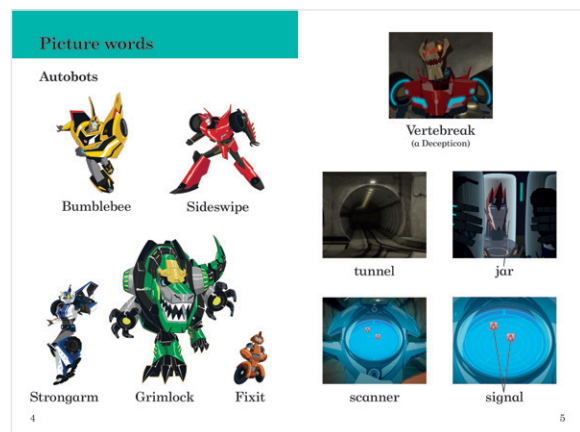 Picture words
Autobots
Bumblebee
Sideswipe
Strongarm
Grimlock
Fixit
4
Vertebreak
(a Decepticon)
tunnel
jar
scanner
signal
5